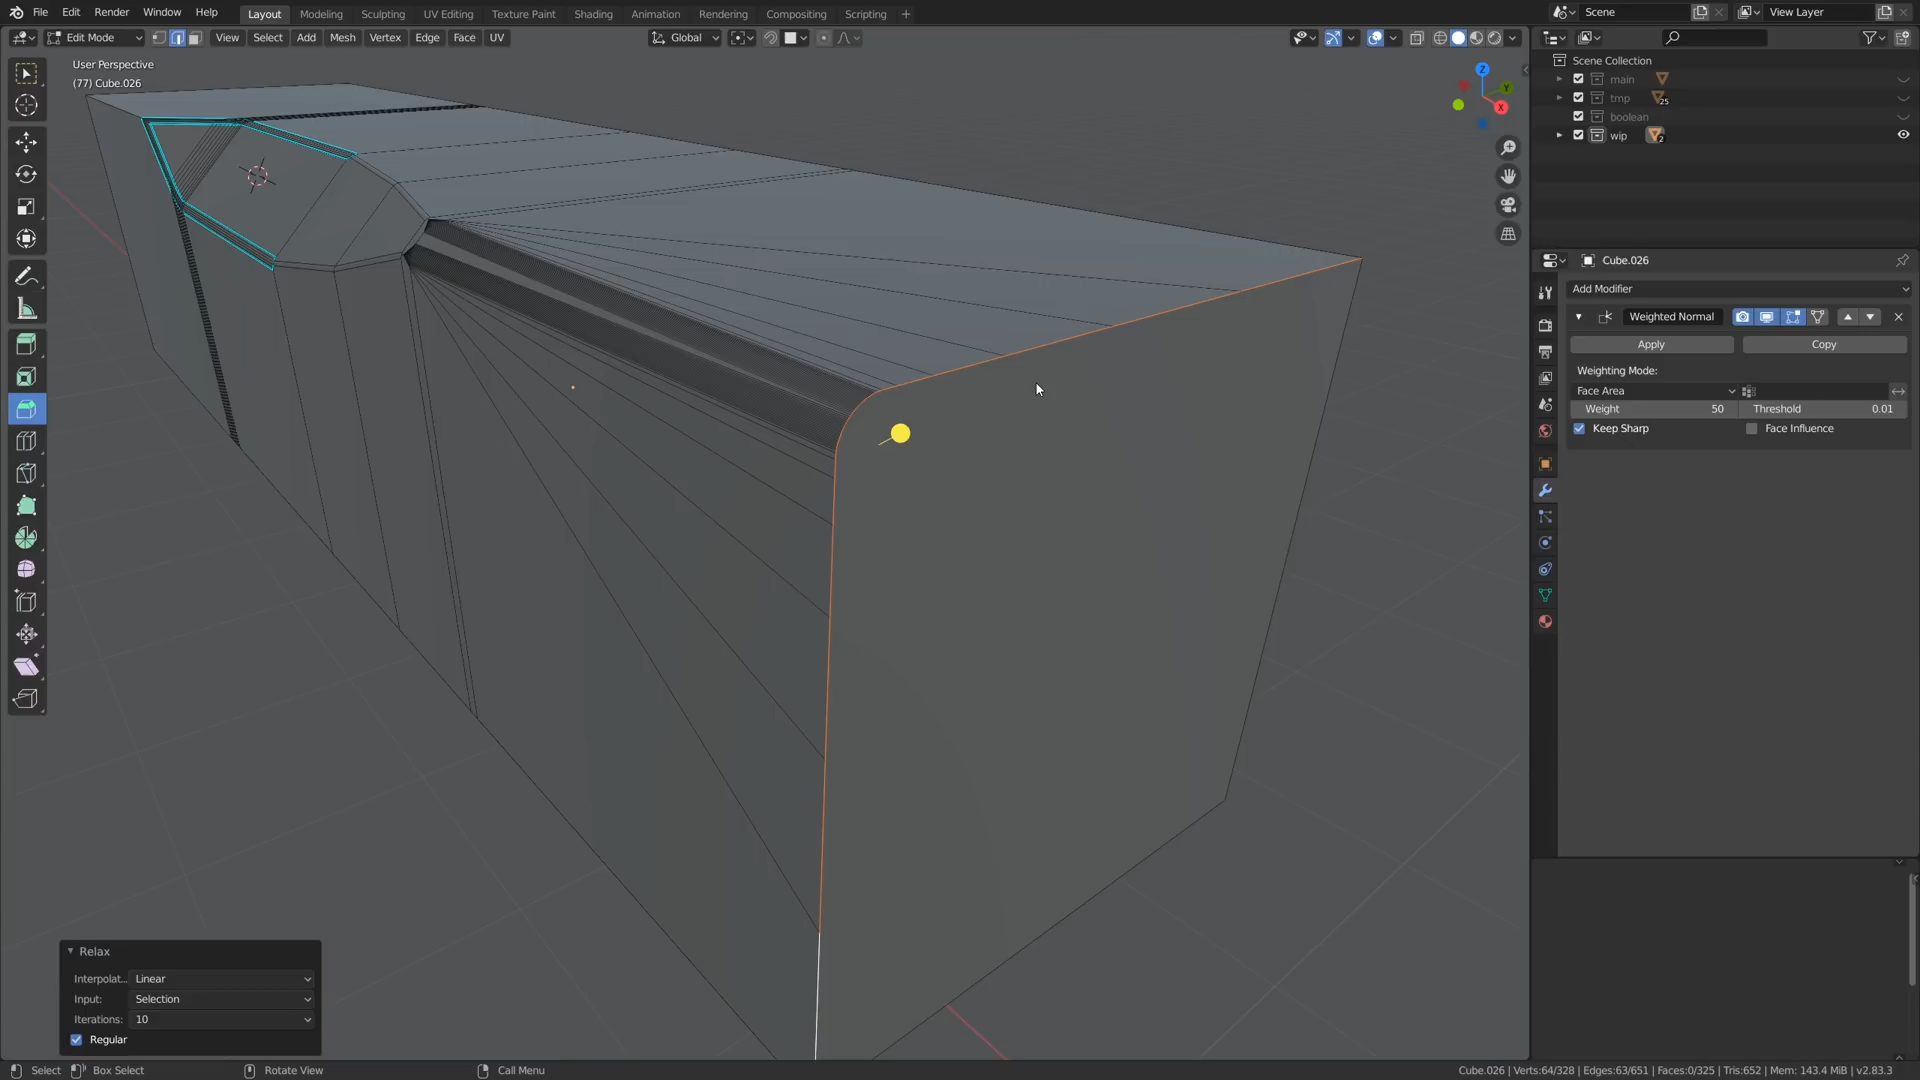 File Edit Render Window Help Layout Modeling Sculpting UV Editing Texture Paint Shading Animation Rendering Compositing Scripting + Scene View Layer
Edit Mode View Select Add Mesh Vertex Edge Face UV Global
User Perspective
(77) Cube.026
Z
Y
X
Scene Collection
main
tmp 25
boolean
wip 2
Cube.026
Add Modifier
Weighted Normal
Apply Copy
Weighting Mode:
Face Area
Weight 50 Threshold 0.01
Keep Sharp Face Influence
Relax
Interpolat... Linear
Input: Selection
Iterations: 10
Regular
Select Box Select Rotate View Call Menu Cube.026 | Verts:64/328 | Edges:63/651 | Faces:0/325 | Tris:652 | Mem: 143.4 MiB | v2.83.3